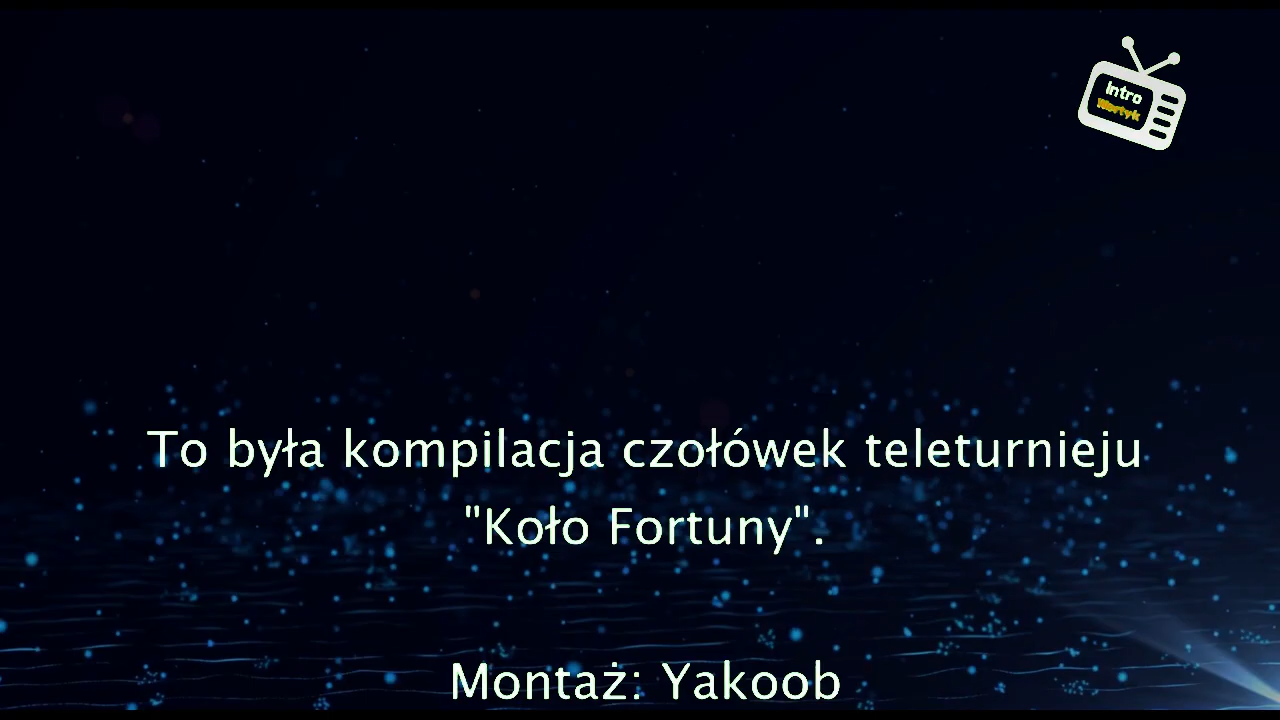 Intro
To była kompilacja czołówek teleturnieju
"Koło Fortuny".
Montaż: Yakoob